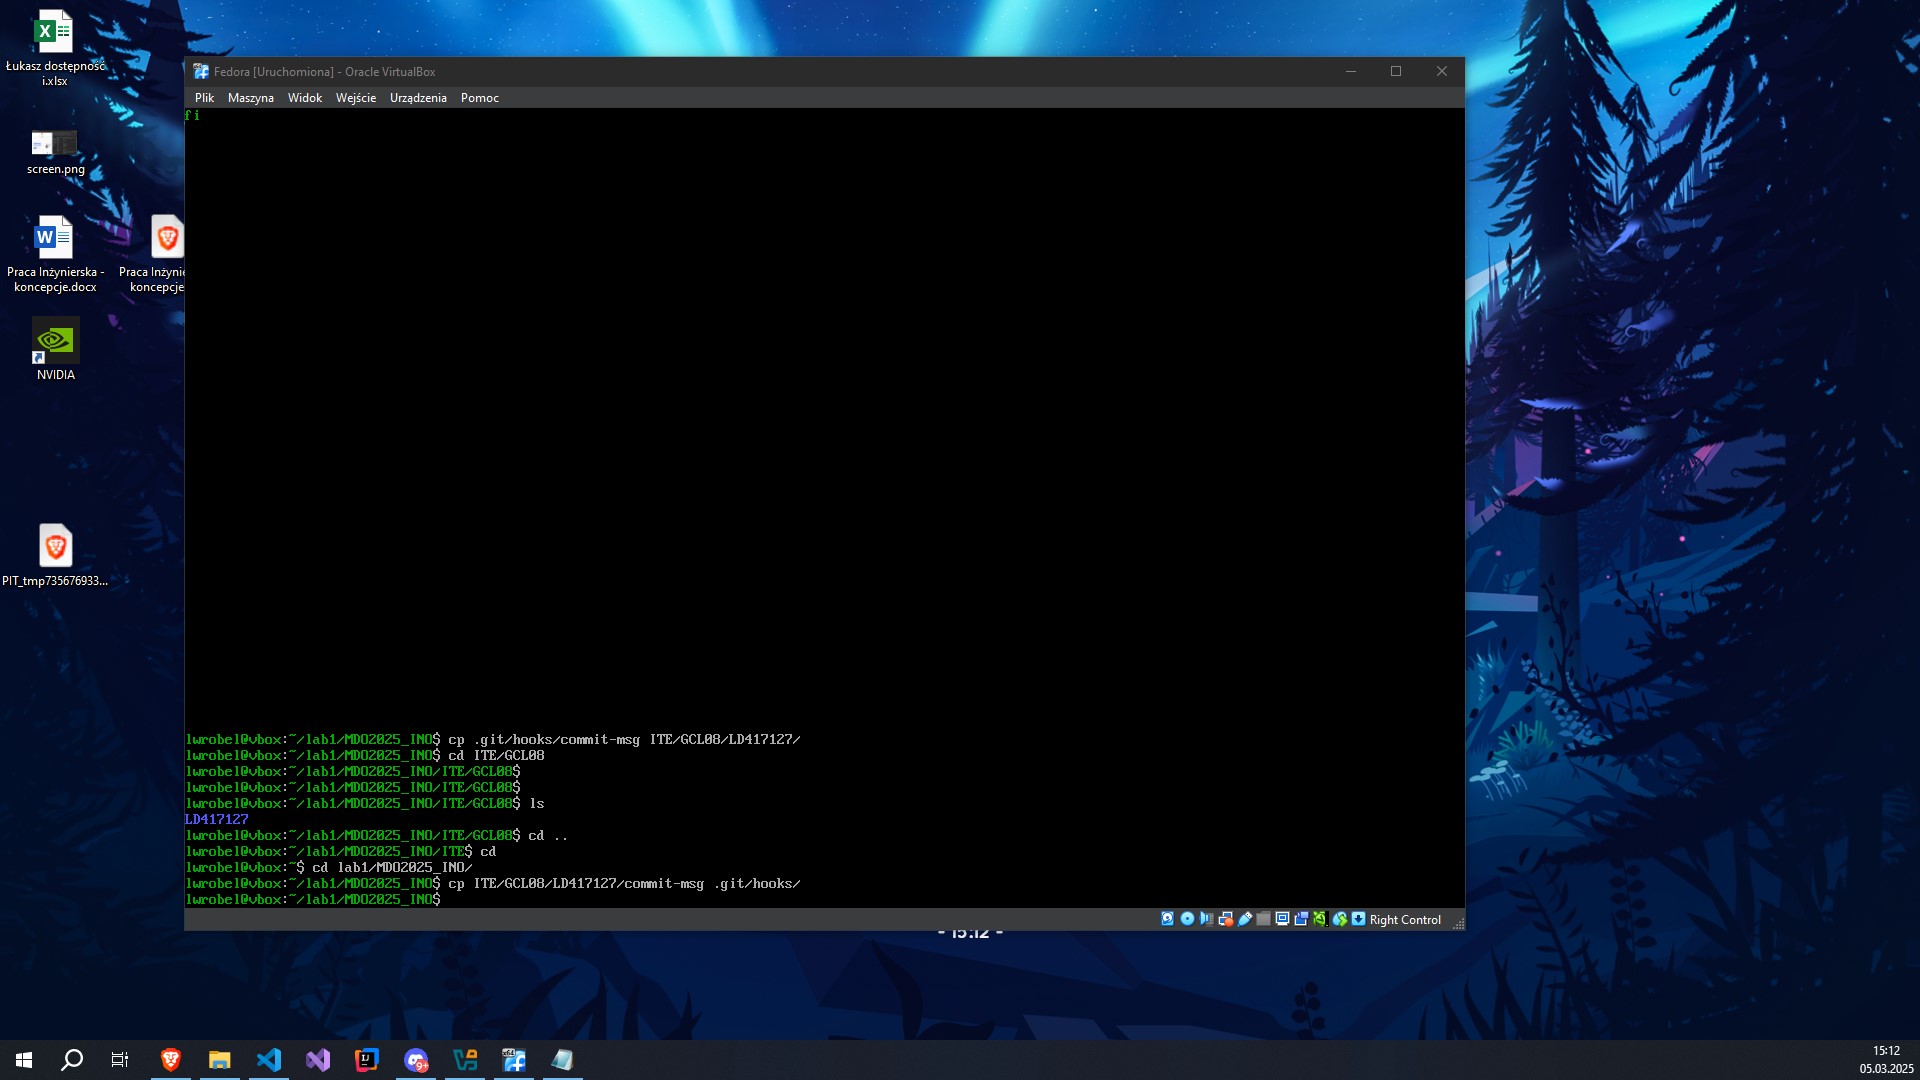 Łukasz dostępność
i.xlsx
screen.png
Praca Inżynierska -
koncepcje.docx
Praca Inżynie
koncepcje
NVIDIA
PIT_tmp735676933...
Fedora [Uruchomiona] - Oracle VirtualBox
Plik Maszyna Widok Wejście Urządzenia Pomoc
fi
lwrobel@vbox:~/lab1/MDO2025_INO$ cp .git/hooks/commit-msg ITE/GCL08/LD417127/
lwrobel@vbox:~/lab1/MDO2025_INO$ cd ITE/GCL08
lwrobel@vbox:~/lab1/MDO2025_INO/ITE/GCL08$
lwrobel@vbox:~/lab1/MDO2025_INO/ITE/GCL08$
lwrobel@vbox:~/lab1/MDO2025_INO/ITE/GCL08$ ls
LD417127
lwrobel@vbox:~/lab1/MDO2025_INO/ITE/GCL08$ cd ..
lwrobel@vbox:~/lab1/MDO2025_INO/ITE$ cd
lwrobel@vbox:~$ cd lab1/MDO2025_INO/
lwrobel@vbox:~/lab1/MDO2025_INO$ cp ITE/GCL08/LD417127/commit-msg .git/hooks/
lwrobel@vbox:~/lab1/MDO2025_INO$
Right Control
- 15:12 -
15:12
05.03.2025